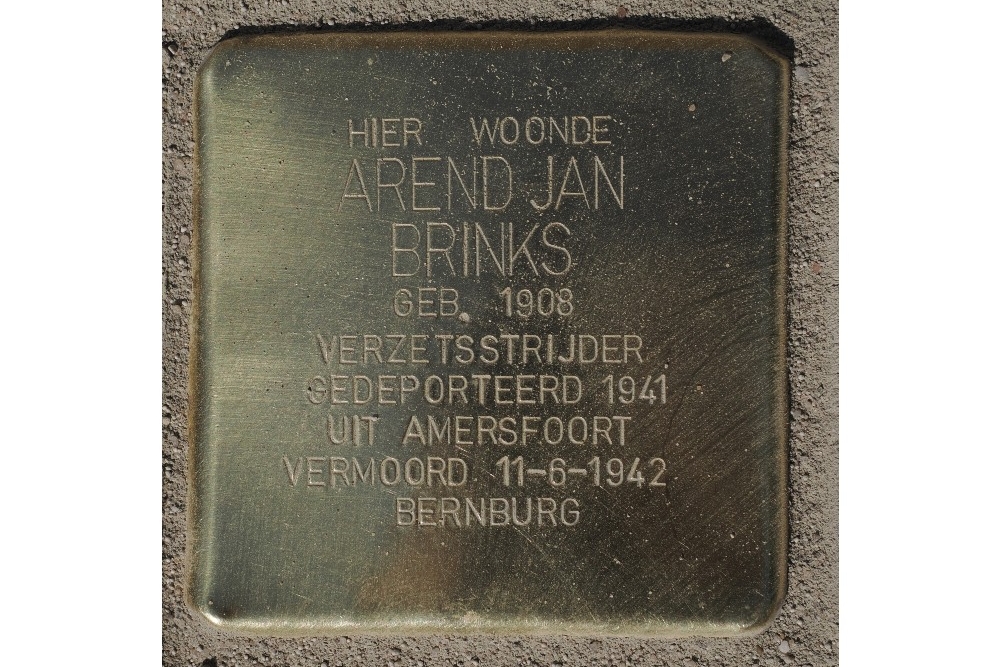 HIER WOONDE
AREND JAN
BRINKS
GEB. 1908
VERZETSSTRIJDER
GEDEPORTEERD 1941
UIT AMERSFOORT
VERMOORD 11-6-1942
BERNBURG